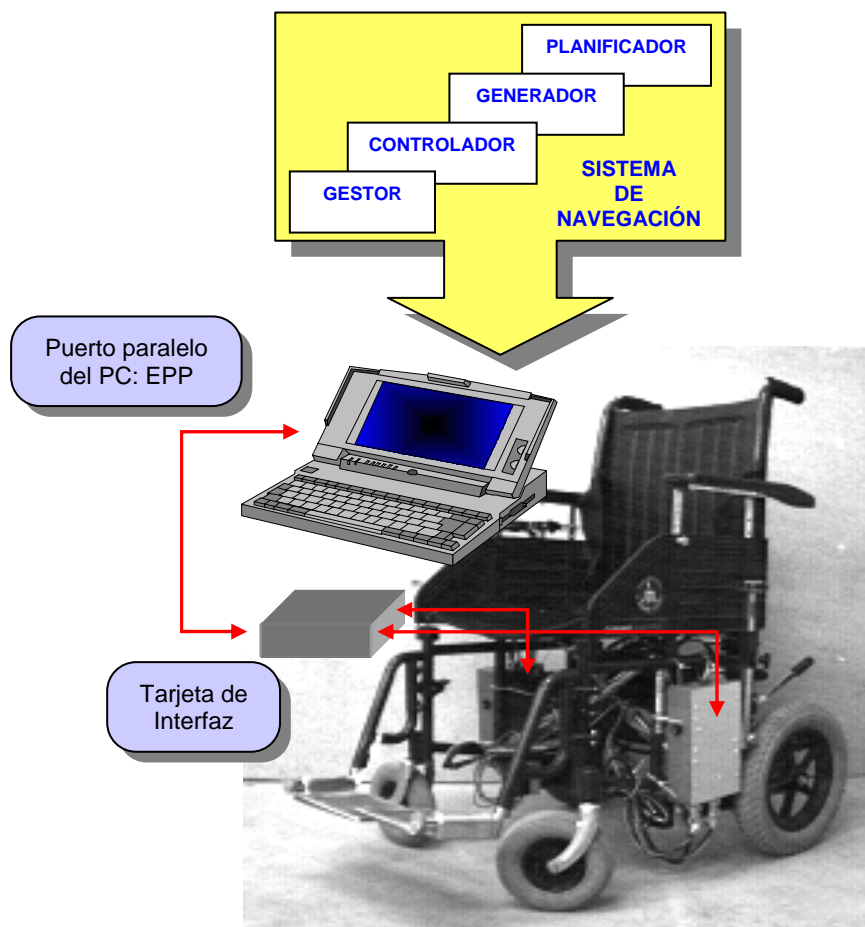 PLANIFICADOR
GENERADOR
CONTROLADOR
GESTOR
SISTEMA
DE
NAVEGACIÓN
Puerto paralelo
del PC: EPP
Tarjeta de
Interfaz